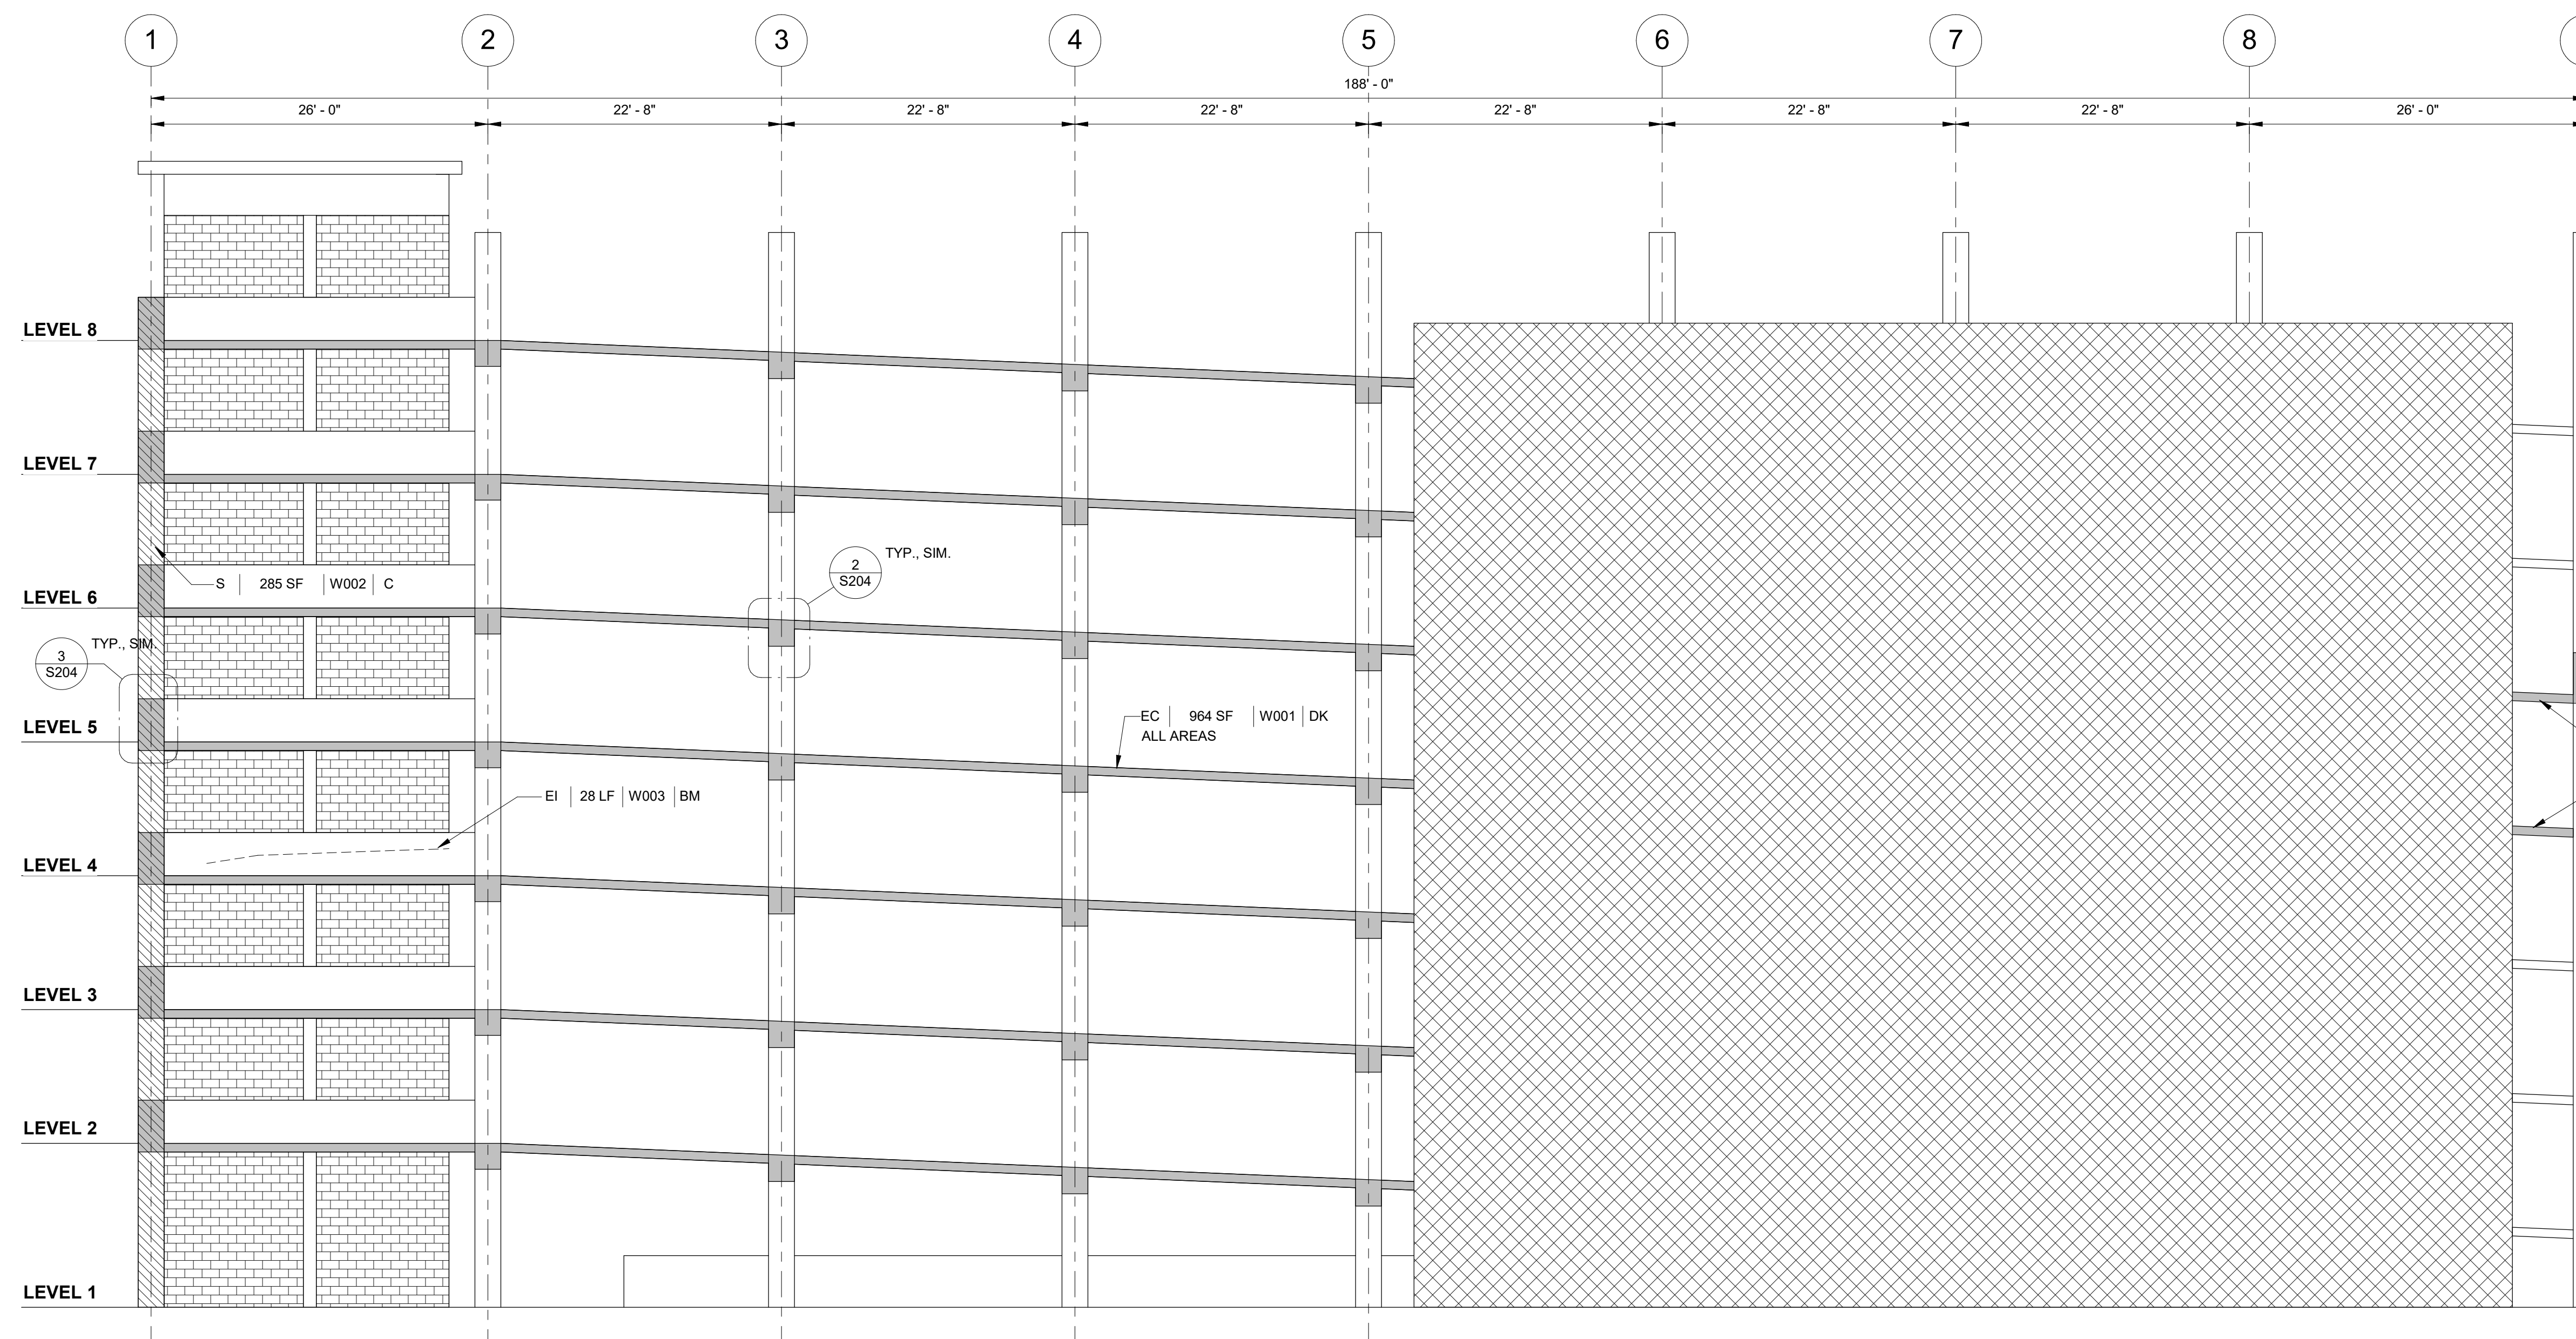 1 2 3 4 5 6 7 8
188' - 0"
26' - 0" 22' - 8" 22' - 8" 22' - 8" 22' - 8" 22' - 8" 22' - 8" 26' - 0"
LEVEL 8
LEVEL 7
2
S204
TYP., SIM.
S 285 SF W002 C
LEVEL 6
3
S204
TYP., SIM.
EC 964 SF W001 DK
ALL AREAS
LEVEL 5
EI 28 LF W003 BM
LEVEL 4
LEVEL 3
LEVEL 2
LEVEL 1